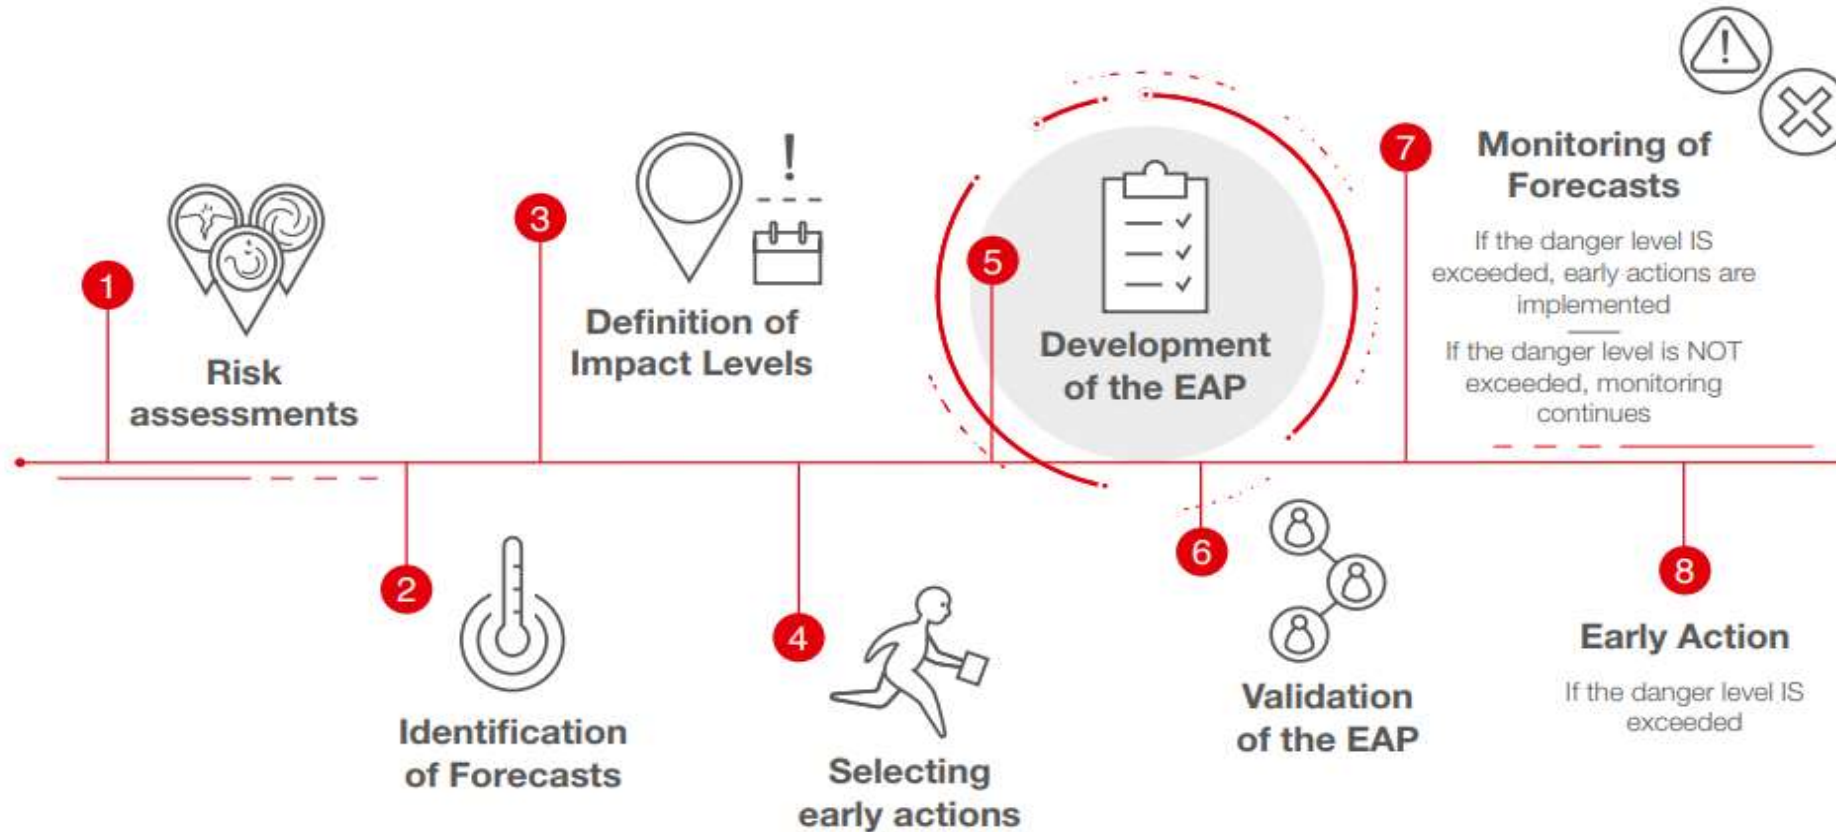 1
Risk
assessments
2
Identification
of Forecasts
3
!
Definition of
Impact Levels
4
Selecting
early actions
5
Development
of the EAP
6
Validation
of the EAP
7
!
Monitoring of
Forecasts
If the danger level IS
exceeded, early actions are
implemented
If the danger level is NOT
exceeded, monitoring
continues
8
Early Action
If the danger level IS
exceeded